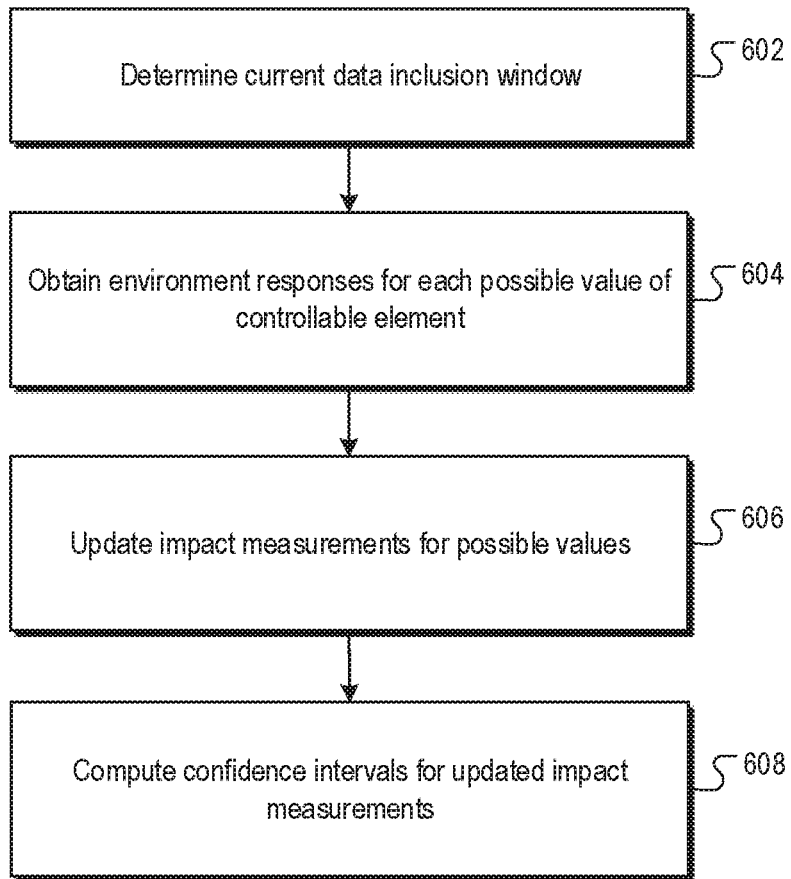 Determine current data inclusion window
602
Obtain environment responses for each possible value of
controllable element
604
Update impact measurements for possible values
606
Compute confidence intervals for updated impact
measurements
608